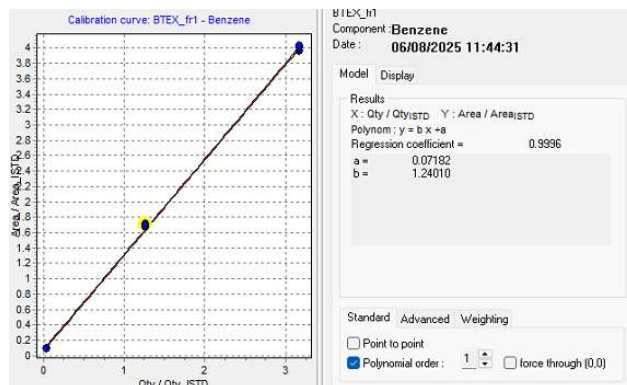 Calibration curve: BTEX_fr1 - Benzene
Area / Area_ISTD
3.8
3.6
3.4
3.2
3
2.8
2.6
2.4
2.2
2
1.8
1.6
1.4
1.2
1
0.8
0.6
0.4
0.2
0
0
1
2
3
Qty / Qty_ISTD
BTEX_fr1
Component : Benzene
Date : 06/08/2025 11:44:31
Model Display
Results
X : Qty / QtyISTD Y : Area / AreaISTD
Polynom : y = b x +a
Regression coefficient = 0.9996
a = 0.07182
b = 1.24010
Standard Advanced Weighting
Point to point
Polynomial order : 1 force through (0,0)